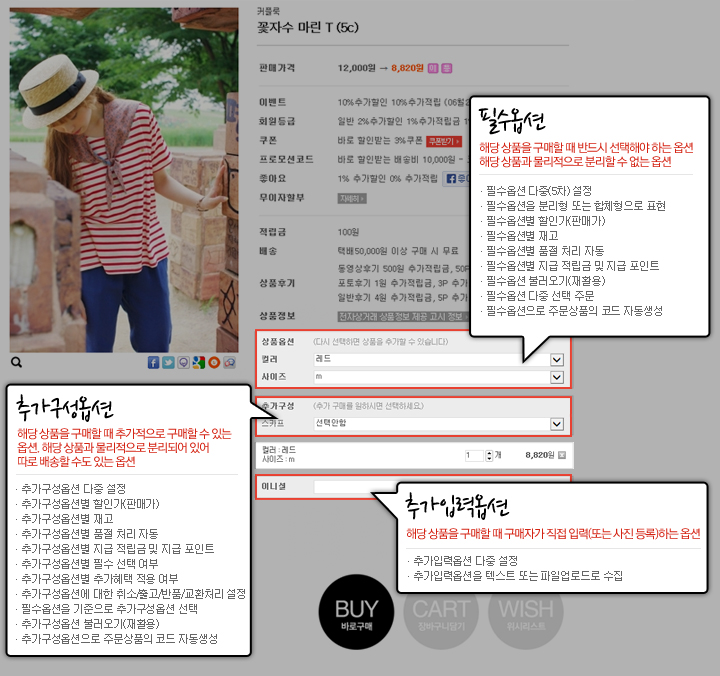 커플룩
꽃자수 마린 T (5c)
판매가격 12,000원 → 8,820원
이벤트 10%추가할인 10%추가적립 (06월
회원등급 일반 2%추가할인 1%추가적립금
쿠폰 바로 할인받는 3%쿠폰 쿠폰받기 >
프로모션코드 바로 할인받는 배송비 10,000원 -
좋아요 1% 추가할인 0% 추가적립 f 좋아
무이자할부 자세히 >
적립금 100원
배송 택배50,000원 이상 구매 시 무료
동영상후기 500원 추가적립금, 50P
상품후기 포토후기 1원 추가적립금, 3P 추가
일반후기 4원 추가적립금, 5P 추가
상품정보 전자상거래 상품정보 제공 고시 정보
상품옵션 (다시 선택하면 상품을 추가할 수 있습니다)
컬러 레드
사이즈 m
추가구성 (추가 구매를 원하시면 선택하세요)
스카프 선택안함
컬러 : 레드
사이즈 : m
1 개 8,820원
이니셜
BUY
바로구매
CART
장바구니담기
WISH
위시리스트
필수옵션
해당 상품을 구매할 때 반드시 선택해야 하는 옵션
해당 상품과 물리적으로 분리할 수 없는 옵션
· 필수옵션 다중(5차) 설정
· 필수옵션을 분리형 또는 합체형으로 표현
· 필수옵션별 할인가(판매가)
· 필수옵션별 재고
· 필수옵션별 품절 처리 자동
· 필수옵션별 지급 적립금 및 지급 포인트
· 필수옵션 불러오기(재활용)
· 필수옵션 다중 선택 주문
· 필수옵션으로 주문상품의 코드 자동생성
추가구성옵션
해당 상품을 구매할 때 추가적으로 구매할 수 있는
옵션. 해당 상품과 물리적으로 분리되어 있어
따로 배송할 수도 있는 옵션
· 추가구성옵션 다중 설정
· 추가구성옵션별 할인가(판매가)
· 추가구성옵션별 재고
· 추가구성옵션별 품절 처리 자동
· 추가구성옵션별 지급 적립금 및 지급 포인트
· 추가구성옵션별 필수 선택 여부
· 추가구성옵션별 추가혜택 적용 여부
· 추가구성옵션에 대한 취소/출고/반품/교환처리 설정
· 필수옵션을 기준으로 추가구성옵션 선택
· 추가구성옵션 불러오기(재활용)
· 추가구성옵션으로 주문상품의 코드 자동생성
추가입력옵션
해당 상품을 구매할 때 구매자가 직접 입력(또는 사진 등록)하는 옵션
· 추가입력옵션 다중 설정
· 추가입력옵션을 텍스트 또는 파일업로드로 수집